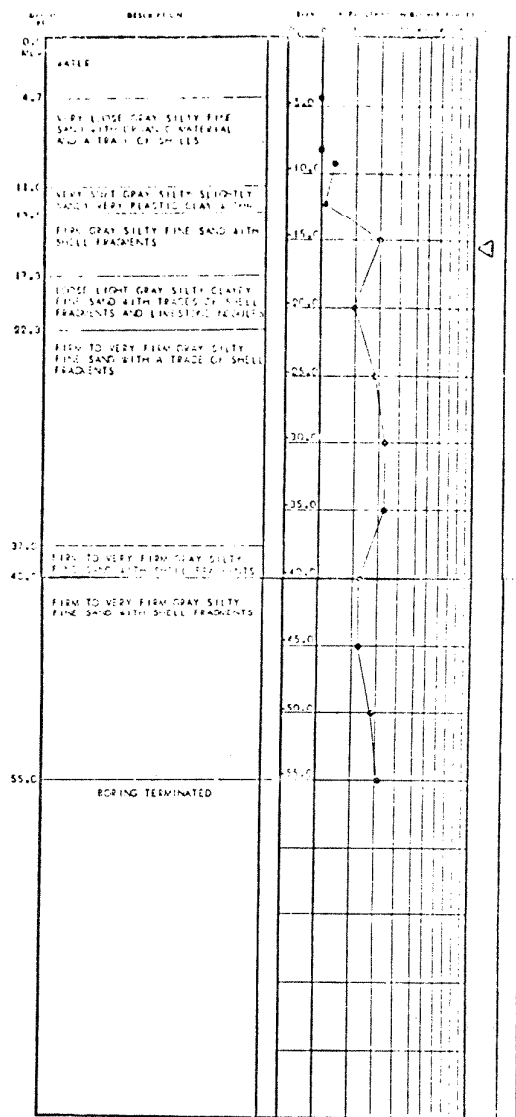 DESCRIPTION
0.0
WATER
4.7
VERY LOOSE GRAY SILTY FINE
SAND WITH ORGANIC MATERIAL
AND A TRACE OF SHELLS
11.0
VERY SOFT GRAY SILTY SLIGHTLY
SANDY VERY PLASTIC CLAY WITH
FIRM GRAY SILTY FINE SAND WITH
SHELL FRAGMENTS
17.5
LOOSE LIGHT GRAY SILTY CLAYEY
FINE SAND WITH TRACES OF SHELL
FRAGMENTS AND LIMESTONE NODULES
22.0
FIRM TO VERY FIRM GRAY SILTY
FINE SAND WITH A TRACE OF SHELL
FRAGMENTS
37.0
FIRM TO VERY FIRM GRAY SILTY
FINE SAND WITH SHELL FRAGMENTS
40.0
FIRM TO VERY FIRM GRAY SILTY
FINE SAND WITH SHELL FRAGMENTS
55.0
BORING TERMINATED
-5.0
-10.0
-15.0
-20.0
-25.0
-30.0
-35.0
-40.0
-45.0
-50.0
-55.0